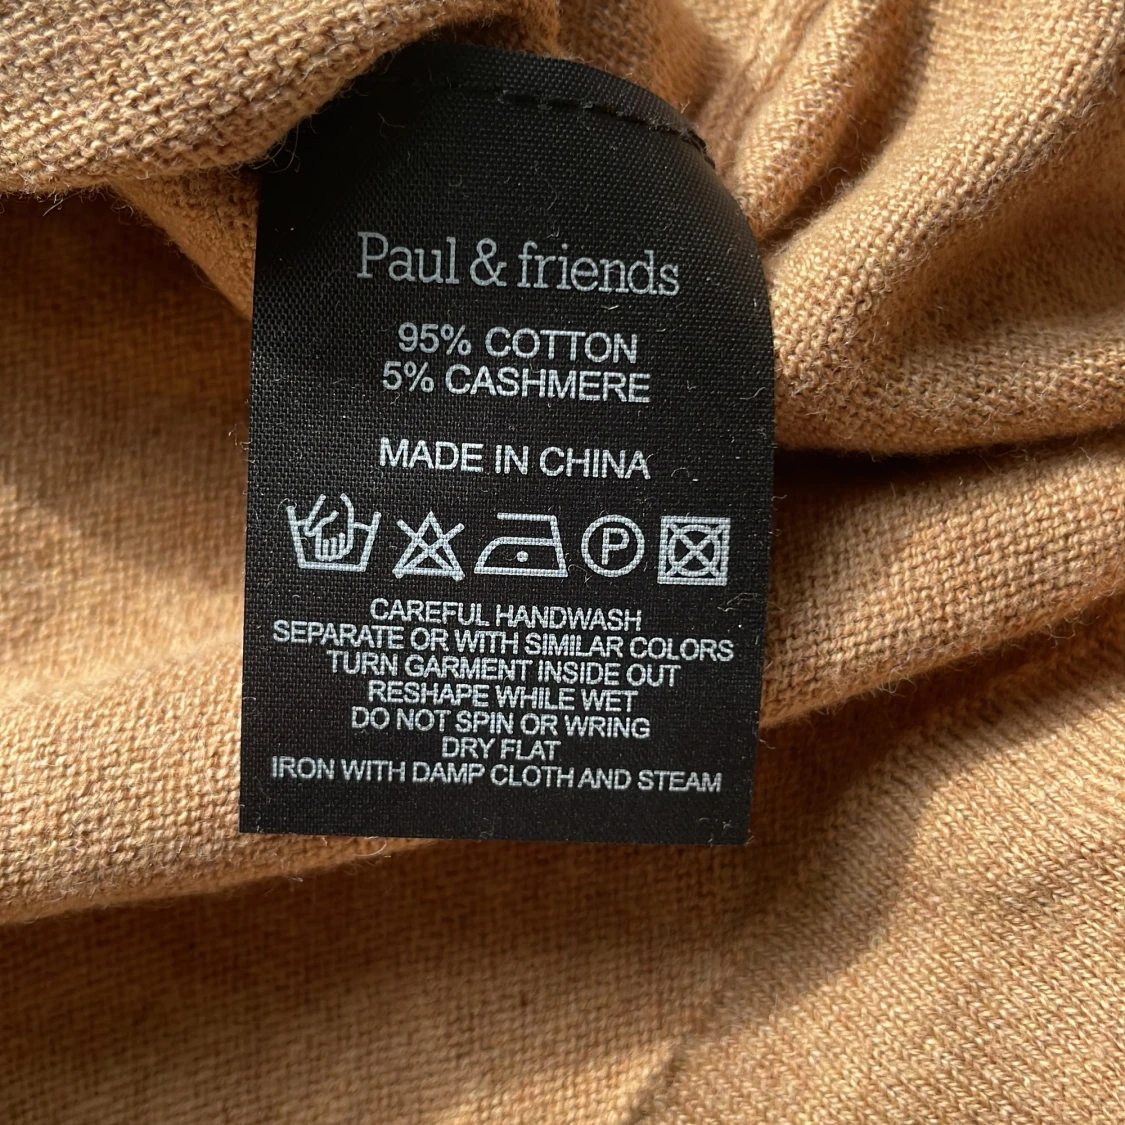 Paul & friends
95% COTTON
5% CASHMERE
MADE IN CHINA
P
CAREFUL HANDWASH
SEPARATE OR WITH SIMILAR COLORS
TURN GARMENT INSIDE OUT
RESHAPE WHILE WET
DO NOT SPIN OR WRING
DRY FLAT
IRON WITH DAMP CLOTH AND STEAM